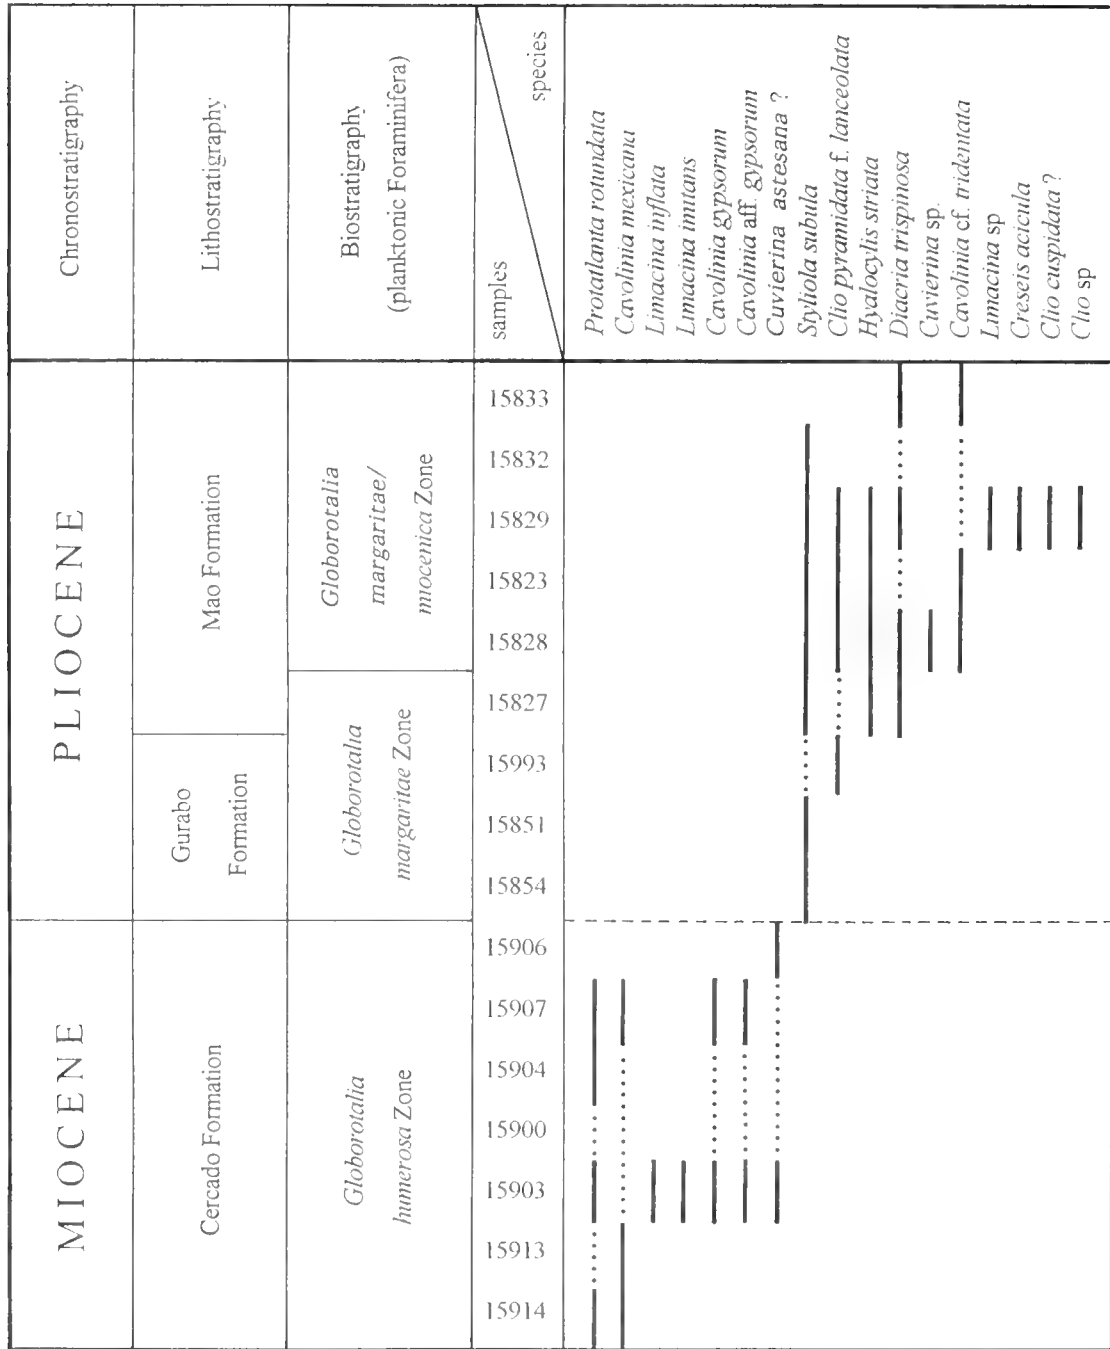 Chronostratigraphy
PLIOCENE
MIOCENE
Lithostratigraphy
Mao Formation
Gurabo
Formation
Cercado Formation
Biostratigraphy
(planktonic Foraminifera)
Globorotalia
margaritae/
miocenica Zone
Globorotalia
margaritae Zone
Globorotalia
humerosa Zone
samples
species
15833
15832
15829
15823
15828
15827
15993
15851
15854
15906
15907
15904
15900
15903
15913
15914
Protatlanta rotundata
Cavolinia mexicana
Limacina inflata
Limacina imitans
Cavolinia gypsorum
Cavolinia aff. gypsorum
Cuvierina astesana ?
Styliola subula
Clio pyramidata f. lanceolata
Hyalocylis striata
Diacria trispinosa
Cuvierina sp.
Cavolinia cf. tridentata
Limacina sp
Creseis acicula
Clio cuspidata ?
Clio sp